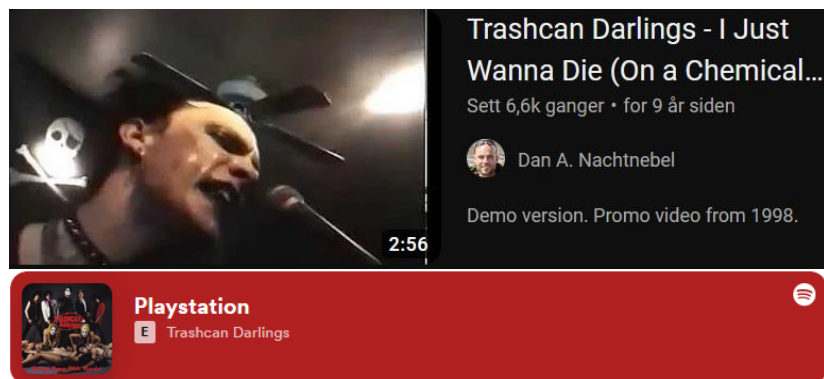 Trashcan Darlings - I Just
Wanna Die (On a Chemical...
Sett 6,6k ganger • for 9 år siden
Dan A. Nachtnebel
Demo version. Promo video from 1998.
2:56
Playstation
E Trashcan Darlings